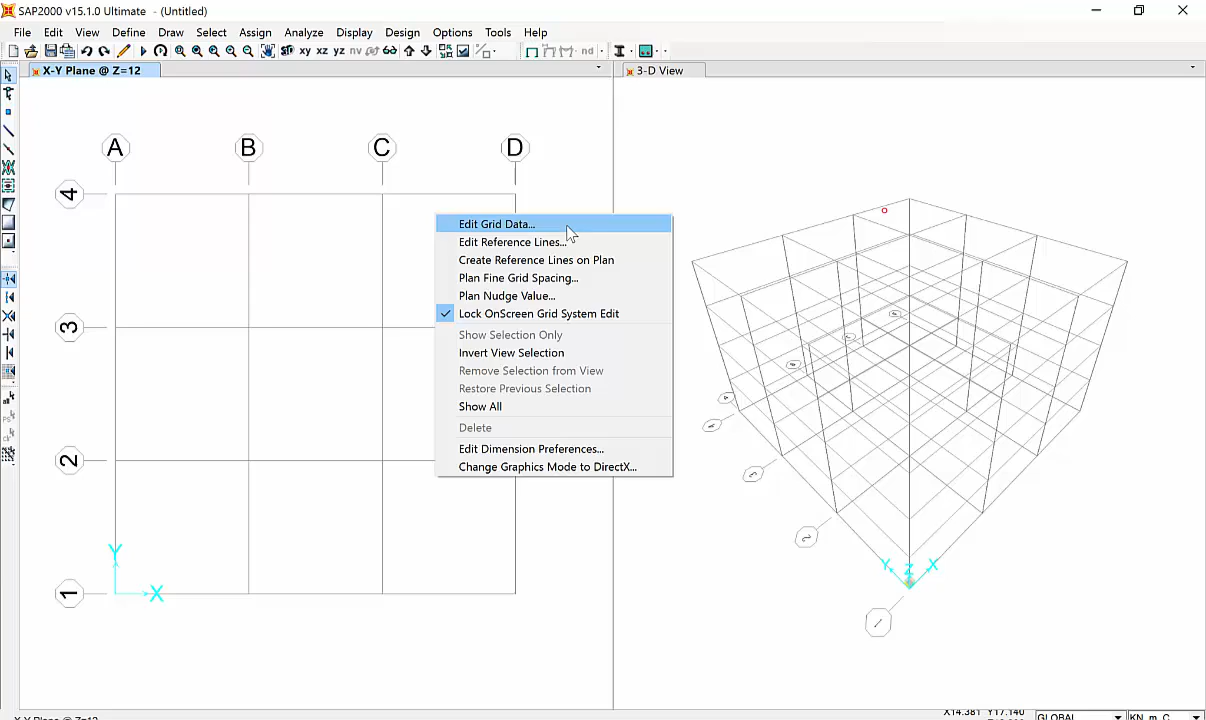 SAP2000 v15.1.0 Ultimate - (Untitled)
File Edit View Define Draw Select Assign Analyze Display Design Options Tools Help
xy xz yz nv nd
X-Y Plane @ Z=12
3-D View
A B C D
4
3
2
1
Y
X
Edit Grid Data...
Edit Reference Lines...
Create Reference Lines on Plan
Plan Fine Grid Spacing...
Plan Nudge Value...
Lock OnScreen Grid System Edit
Show Selection Only
Invert View Selection
Remove Selection from View
Restore Previous Selection
Show All
Delete
Edit Dimension Preferences...
Change Graphics Mode to DirectX...
Y Z X
X-Y Plane @ Z=12
X14.381 Y17.140
GLOBAL
KN, m, C